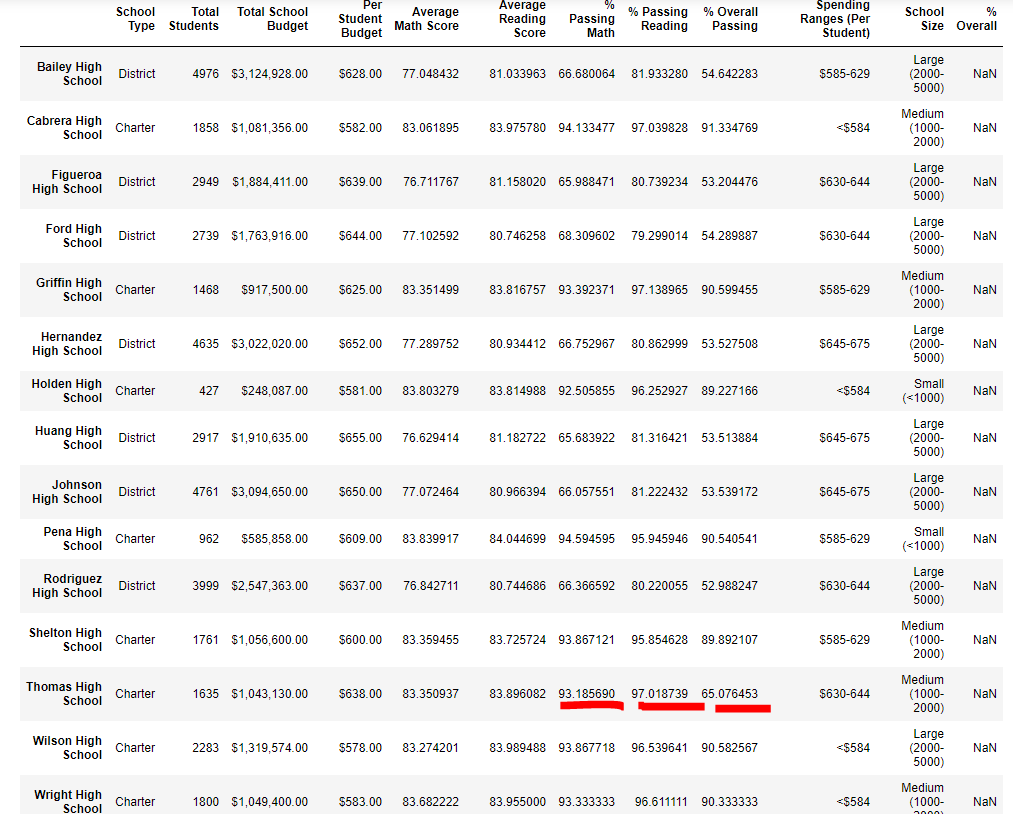 School Type Total Students Total School Budget Per Student Budget Average Math Score Average Reading Score % Passing Math % Passing Reading % Overall Passing Spending Ranges (Per Student) School Size % Overall
Bailey High School District 4976 $3,124,928.00 $628.00 77.048432 81.033963 66.680064 81.933280 54.642283 $585-629 Large (2000-5000) NaN
Cabrera High School Charter 1858 $1,081,356.00 $582.00 83.061895 83.975780 94.133477 97.039828 91.334769 <$584 Medium (1000-2000) NaN
Figueroa High School District 2949 $1,884,411.00 $639.00 76.711767 81.158020 65.988471 80.739234 53.204476 $630-644 Large (2000-5000) NaN
Ford High School District 2739 $1,763,916.00 $644.00 77.102592 80.746258 68.309602 79.299014 54.289887 $630-644 Large (2000-5000) NaN
Griffin High School Charter 1468 $917,500.00 $625.00 83.351499 83.816757 93.392371 97.138965 90.599455 $585-629 Medium (1000-2000) NaN
Hernandez High School District 4635 $3,022,020.00 $652.00 77.289752 80.934412 66.752967 80.862999 53.527508 $645-675 Large (2000-5000) NaN
Holden High School Charter 427 $248,087.00 $581.00 83.803279 83.814988 92.505855 96.252927 89.227166 <$584 Small (<1000) NaN
Huang High School District 2917 $1,910,635.00 $655.00 76.629414 81.182722 65.683922 81.316421 53.513884 $645-675 Large (2000-5000) NaN
Johnson High School District 4761 $3,094,650.00 $650.00 77.072464 80.966394 66.057551 81.222432 53.539172 $645-675 Large (2000-5000) NaN
Pena High School Charter 962 $585,858.00 $609.00 83.839917 84.044699 94.594595 95.945946 90.540541 $585-629 Small (<1000) NaN
Rodriguez High School District 3999 $2,547,363.00 $637.00 76.842711 80.744686 66.366592 80.220055 52.988247 $630-644 Large (2000-5000) NaN
Shelton High School Charter 1761 $1,056,600.00 $600.00 83.359455 83.725724 93.867121 95.854628 89.892107 $585-629 Medium (1000-2000) NaN
Thomas High School Charter 1635 $1,043,130.00 $638.00 83.350937 83.896082 93.185690 97.018739 65.076453 $630-644 Medium (1000-2000) NaN
Wilson High School Charter 2283 $1,319,574.00 $578.00 83.274201 83.989488 93.867718 96.539641 90.582567 <$584 Large (2000-5000) NaN
Wright High School Charter 1800 $1,049,400.00 $583.00 83.682222 83.955000 93.333333 96.611111 90.333333 <$584 Medium (1000- NaN